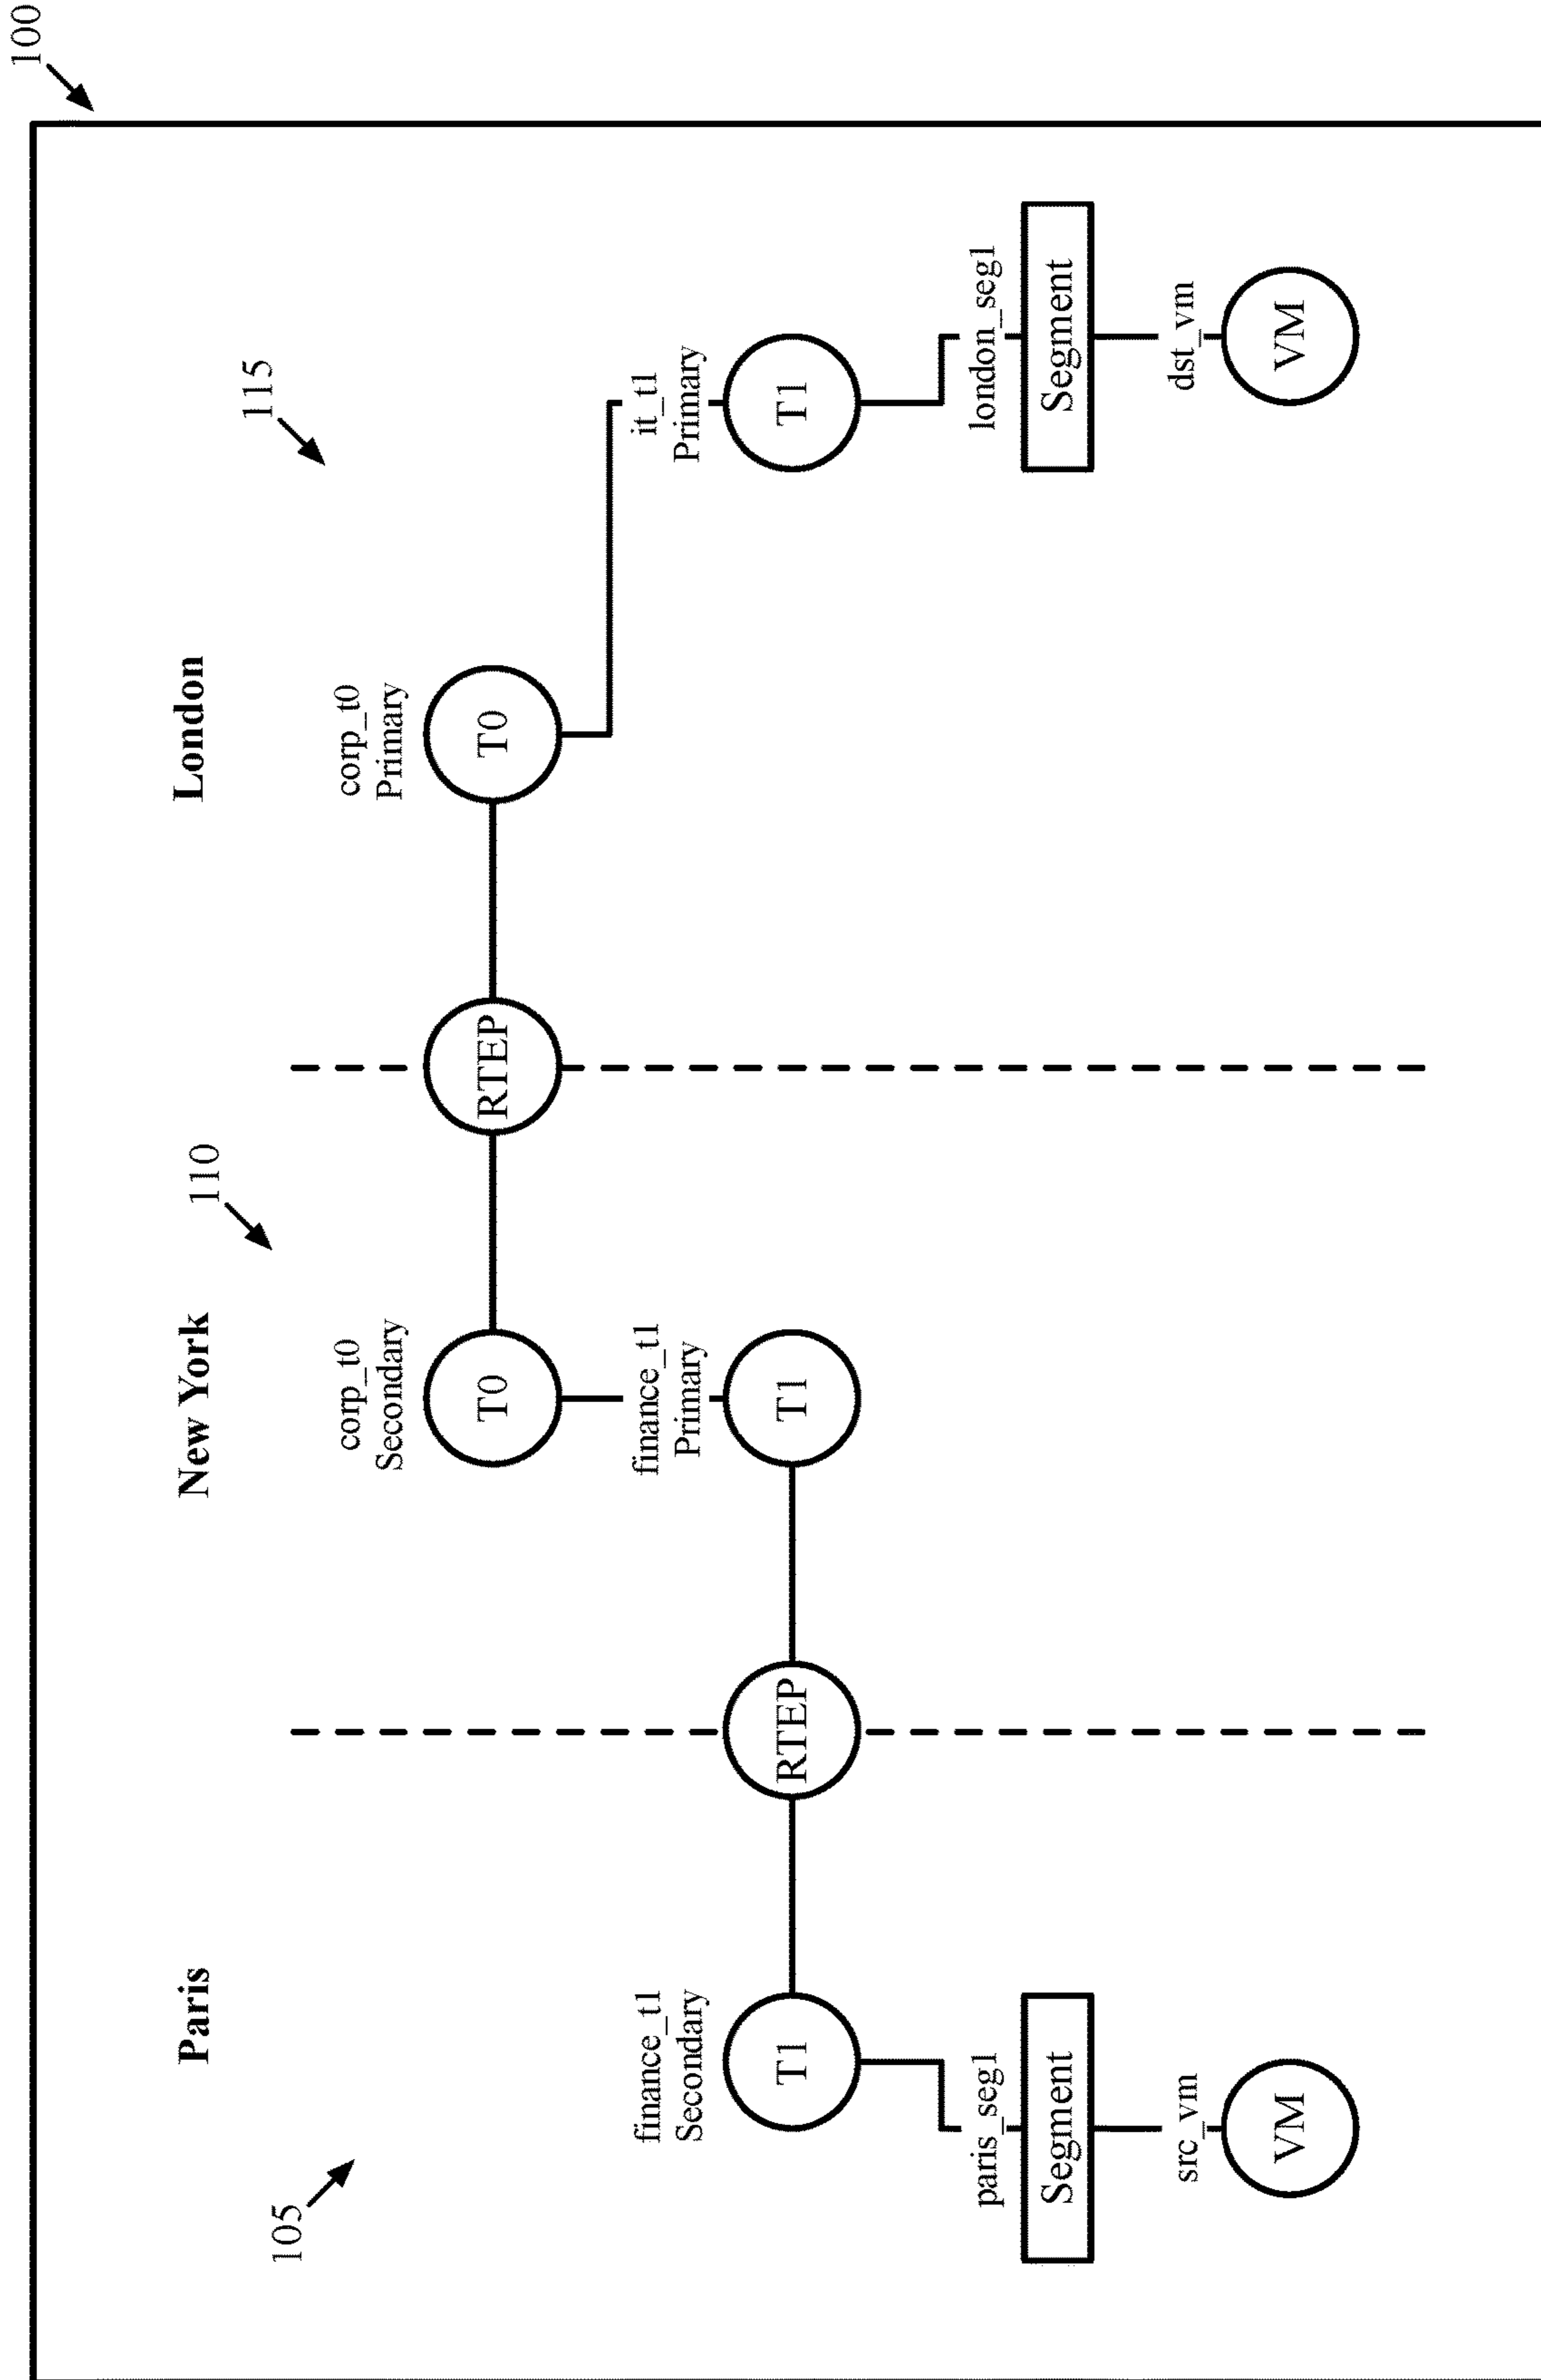 100
Paris
New York
London
105
110
115
corp_t0
Secondary
T0
RTEP
corp_t0
Primary
T0
finance_t1
Secondary
T1
RTEP
finance_t1
Primary
T1
it_t1
Primary
T1
paris_seg1
Segment
london_seg1
Segment
src_vm
VM
dst_vm
VM